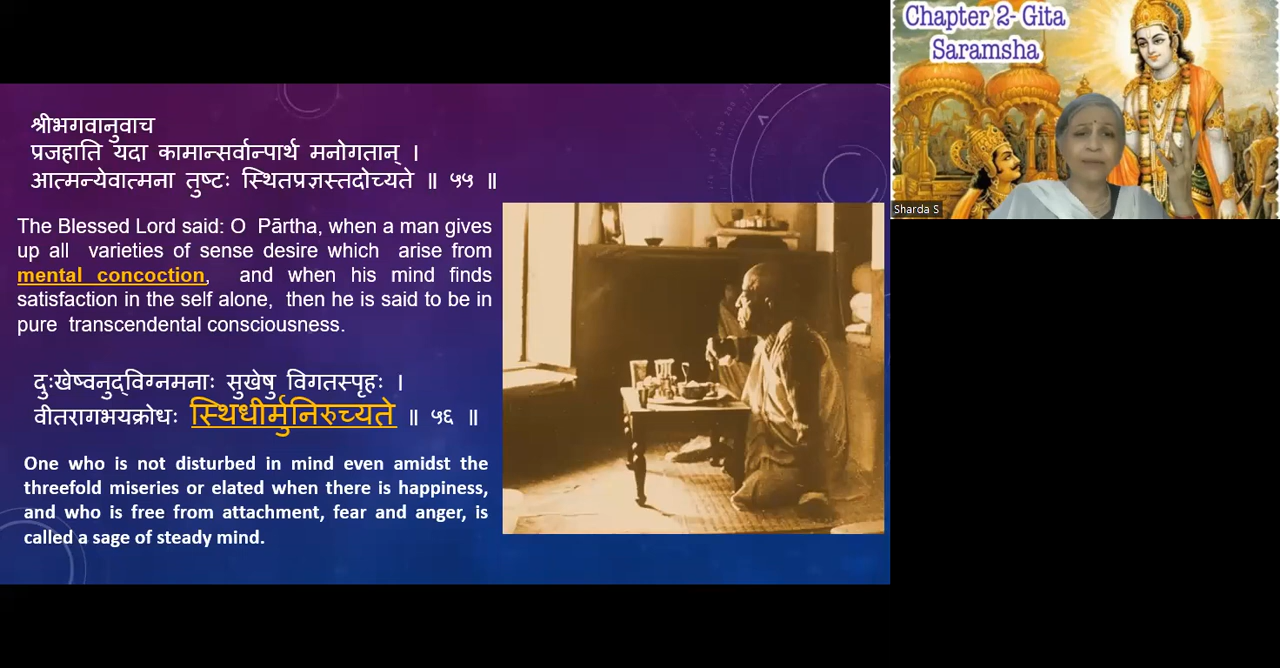 श्रीभगवानुवाच
प्रजहाति यदा कामान्सर्वान्पार्थ मनोगतान् ।
आत्मन्येवात्मना तुष्टः स्थितप्रज्ञस्तदोच्यते ॥ ५५ ॥
The Blessed Lord said: O Pārtha, when a man gives
up all varieties of sense desire which arise from
mental concoction, and when his mind finds
satisfaction in the self alone, then he is said to be in
pure transcendental consciousness.
दुःखेष्वनुद्विग्नमनाः सुखेषु विगतस्पृहः ।
वीतरागभयक्रोधः स्थिधीर्मुनिरुच्यते ॥ ५६ ॥
One who is not disturbed in mind even amidst the
threefold miseries or elated when there is happiness,
and who is free from attachment, fear and anger, is
called a sage of steady mind.
Chapter 2- Gita
Saramsha
Sharda S